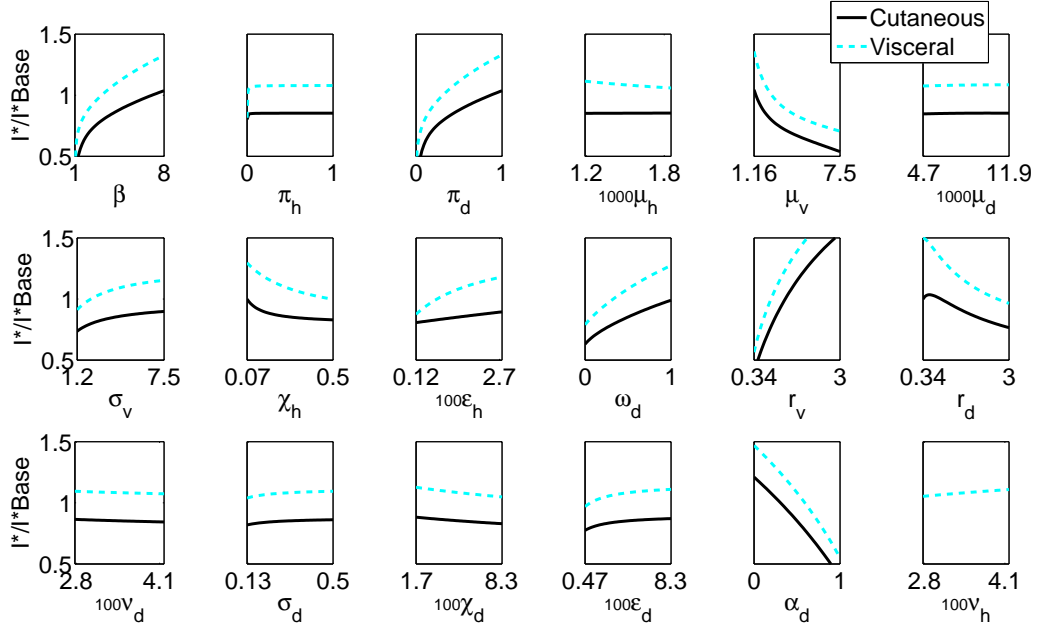 Cutaneous
Visceral
I*/I*Base
1.5
1
0.5
1 8
β
0 1
π_h
0 1
π_d
1.2 1.8
1000μ_h
1.16 7.5
μ_v
4.7 11.9
1000μ_d
I*/I*Base
1.5
1
0.5
1.2 7.5
σ_v
0.07 0.5
χ_h
0.12 2.7
100ε_h
0 1
ω_d
0.34 3
r_v
0.34 3
r_d
I*/I*Base
1.5
1
0.5
2.8 4.1
100ν_d
0.13 0.5
σ_d
1.7 8.3
100χ_d
0.47 8.3
100ε_d
0 1
α_d
2.8 4.1
100ν_h